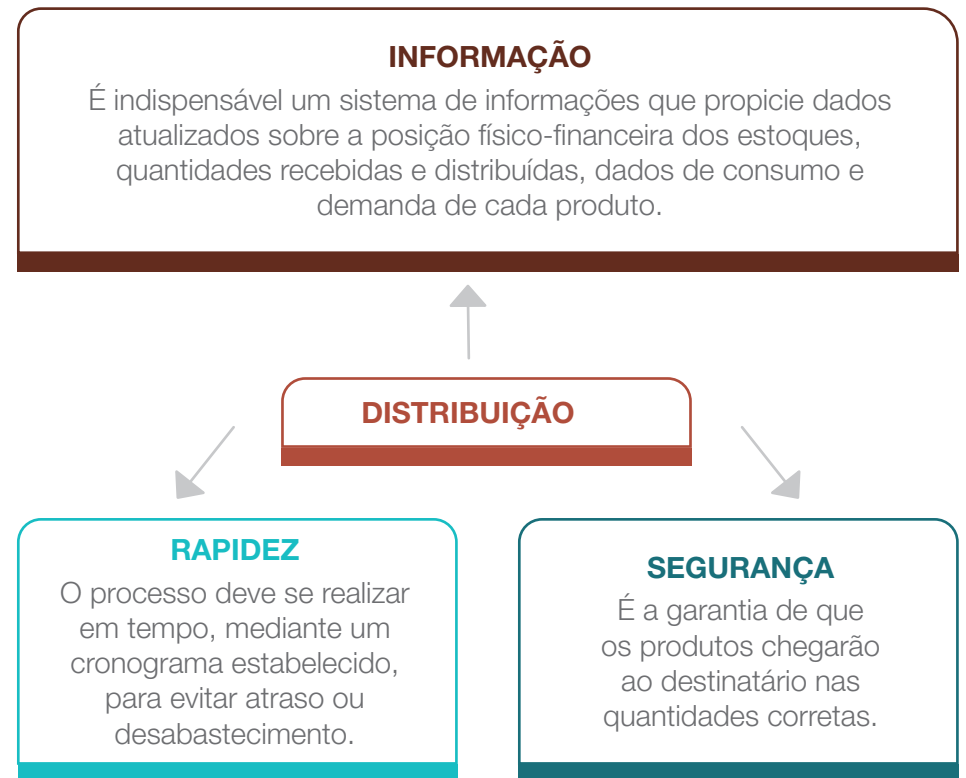 INFORMAÇÃO
É indispensável um sistema de informações que propicie dados
atualizados sobre a posição físico-financeira dos estoques,
quantidades recebidas e distribuídas, dados de consumo e
demanda de cada produto.
DISTRIBUIÇÃO
RAPIDEZ
O processo deve se realizar
em tempo, mediante um
cronograma estabelecido,
para evitar atraso ou
desabastecimento.
SEGURANÇA
É a garantia de que
os produtos chegarão
ao destinatário nas
quantidades corretas.